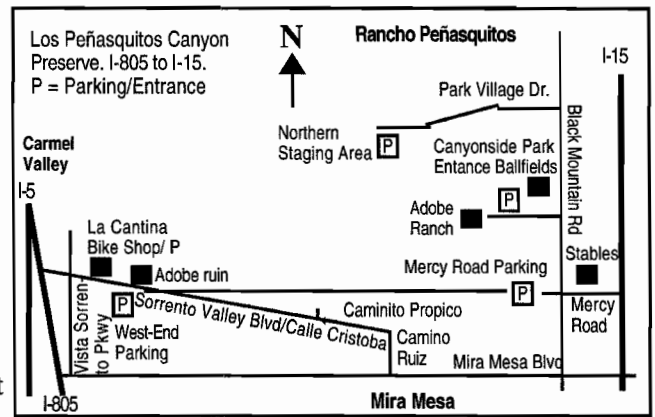 Los Peñasquitos Canyon
Preserve. I-805 to I-15.
P = Parking/Entrance
N
Rancho Peñasquitos
I-15
Park Village Dr.
Northern
Staging Area
P
Canyonside Park
Entance Ballfields
P
Black Mountain Rd
Carmel
Valley
I-5
Adobe
Ranch
La Cantina
Bike Shop/ P
Adobe ruin
Stables
Mercy Road Parking
P
Mercy
Road
Vista Sorren-
to Pkwy
P
West-End
Parking
Sorrento Valley Blvd/Calle Cristoba
Caminito Propico
Camino
Ruiz
Mira Mesa Blvd
I-805
Mira Mesa